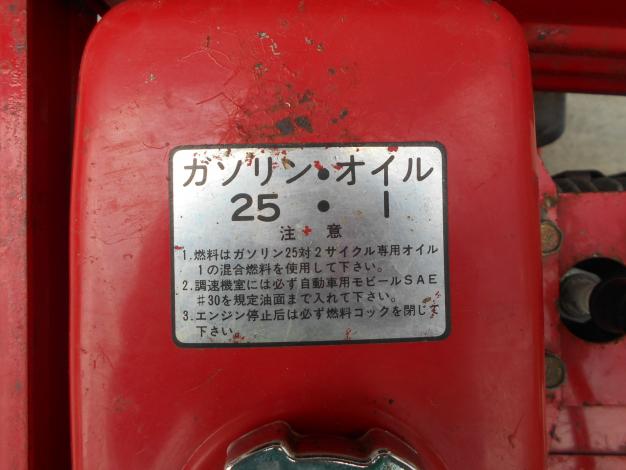 ガソリン・オイル
25・1
注意
1.燃料はガソリン25対2サイクル専用オイル
1の混合燃料を使用して下さい。
2.調速機室には必ず自動車用モビールSAE
#30を規定油面まで入れて下さい。
3.エンジン停止后は必ず燃料コックを閉じて
下さい。